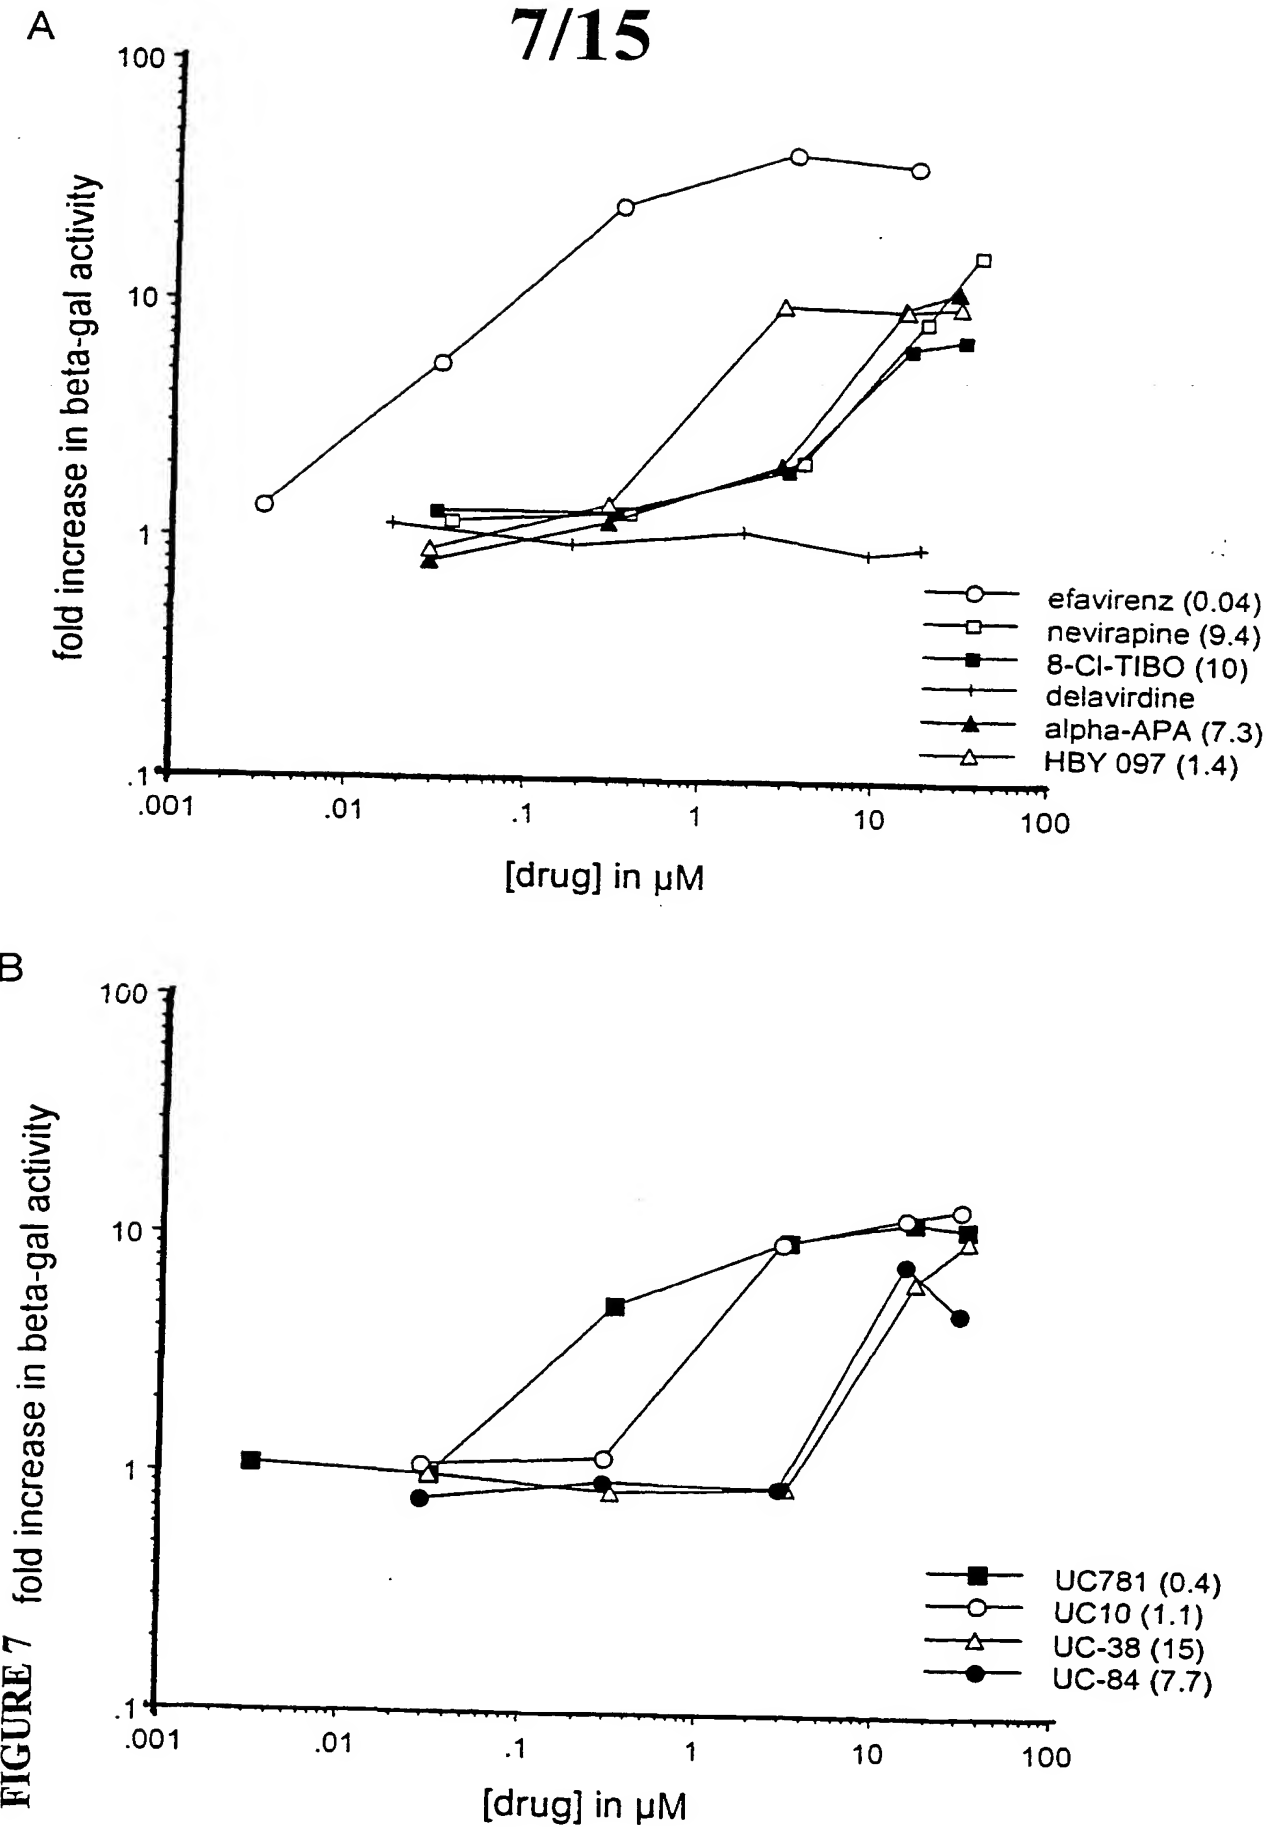 7/15
A
fold increase in beta-gal activity
100
10
1
.1
.001
.01
.1
1
10
100
[drug] in µM
efavirenz (0.04)
nevirapine (9.4)
8-Cl-TIBO (10)
delavirdine
alpha-APA (7.3)
HBY 097 (1.4)
B
fold increase in beta-gal activity
100
10
1
.1
.001
.01
.1
1
10
100
[drug] in µM
UC781 (0.4)
UC10 (1.1)
UC-38 (15)
UC-84 (7.7)
FIGURE 7